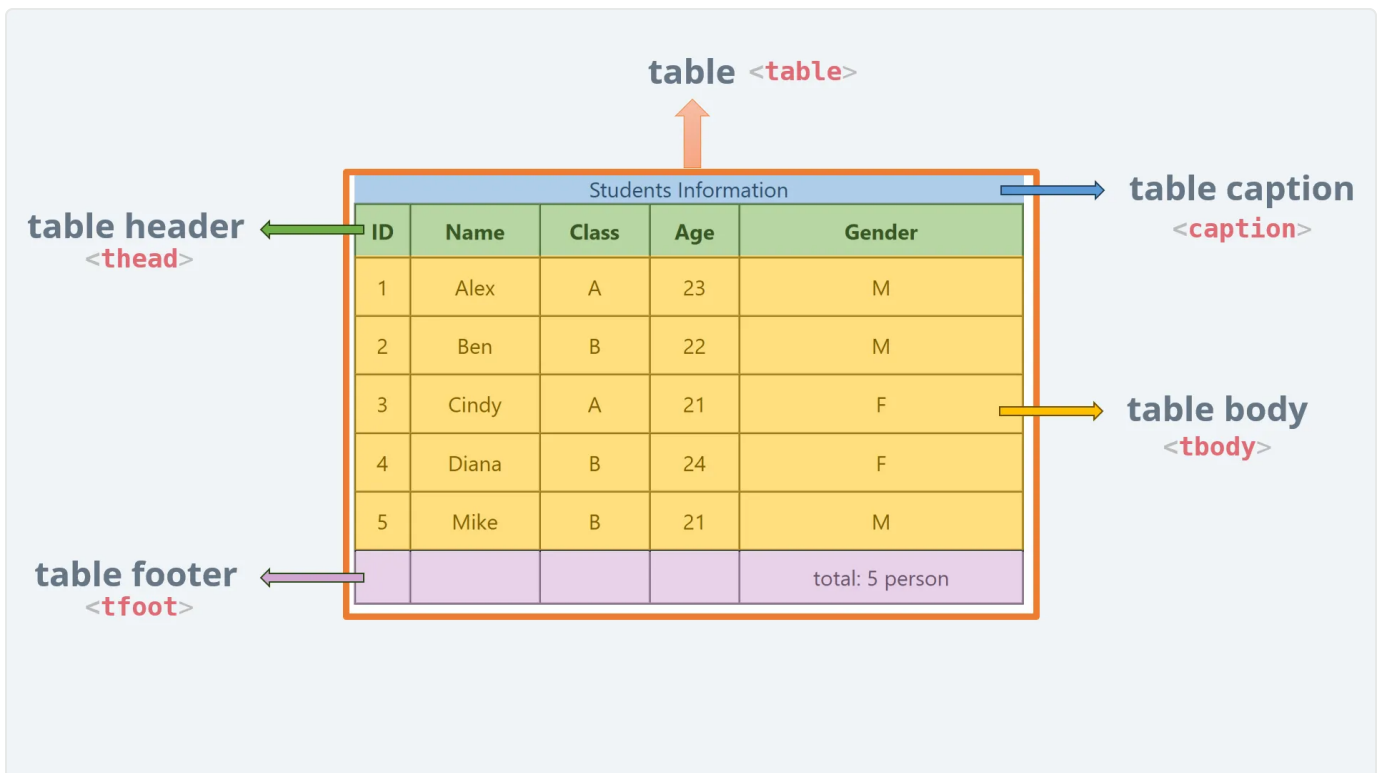 table <table>
Students Information
table caption
<caption>
table header
<thead>
ID Name Class Age Gender
1 Alex A 23 M
2 Ben B 22 M
3 Cindy A 21 F
4 Diana B 24 F
5 Mike B 21 M
table body
<tbody>
table footer
<tfoot>
total: 5 person